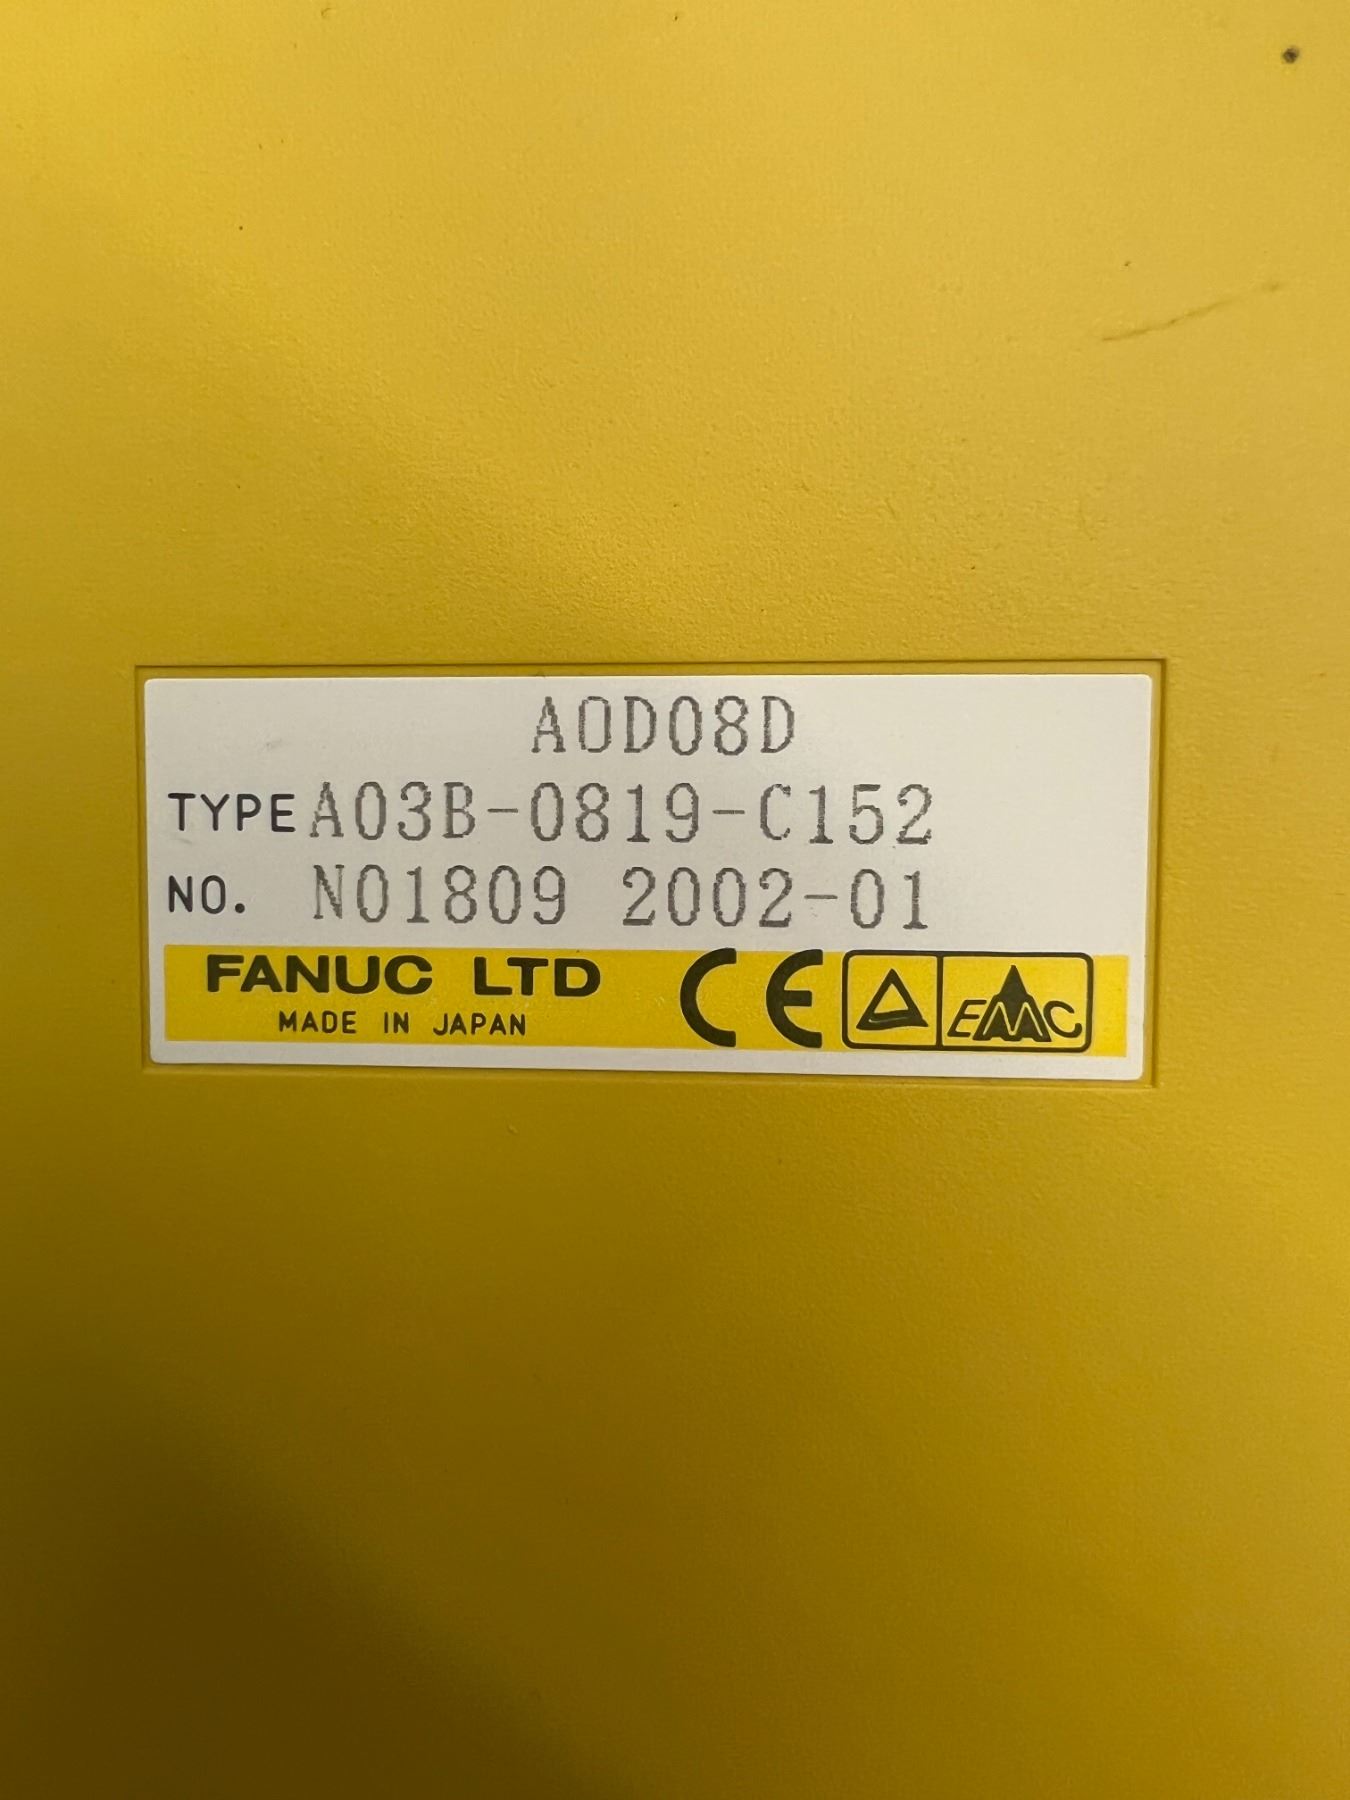 AOD08D
TYPE A03B-0819-C152
NO. N01809 2002-01
FANUC LTD CE EMC
MADE IN JAPAN